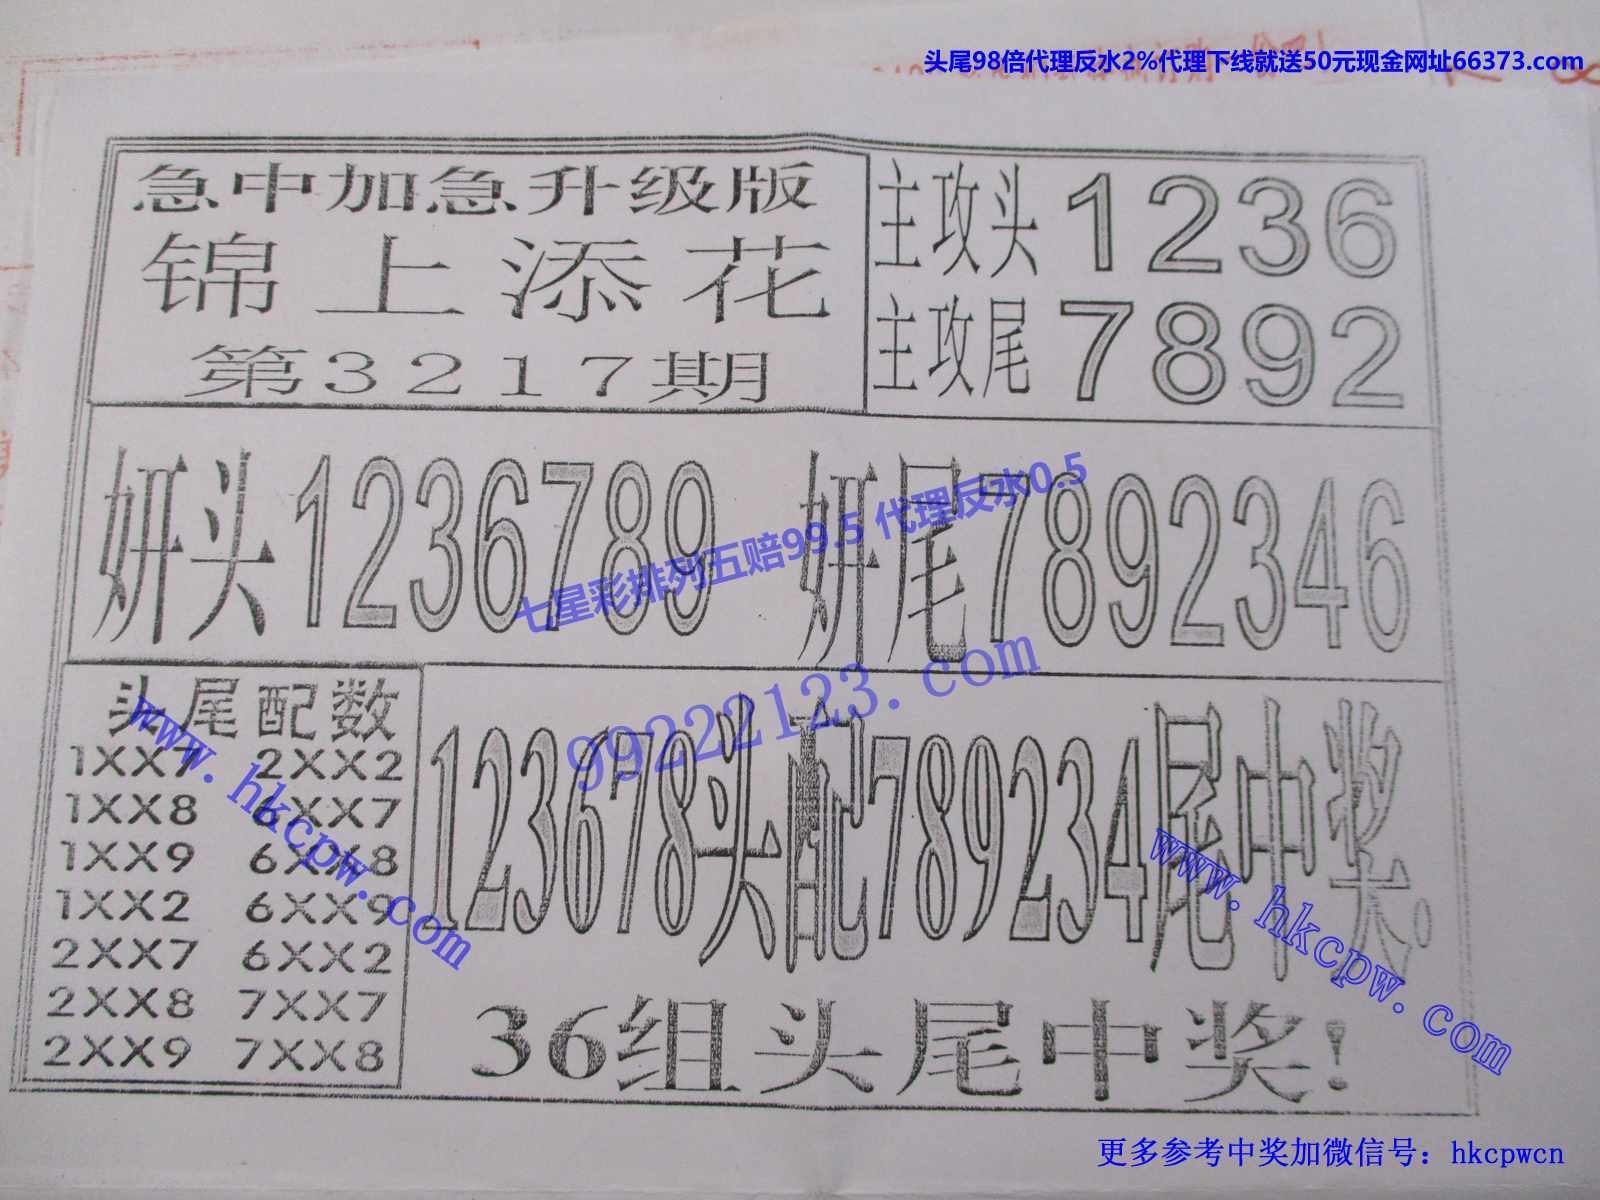 头尾98倍代理反水2%代理下线就送50元现金网址66373.com
急中加急升级版
锦上添花
第3217期
主攻头1236
主攻尾7892
妍头1236789
妍尾7892346
七星彩排列五赔99.5 代理反水0.5
99222123.com
头尾配数
1XX7 2XX2
1XX8 6XX7
1XX9 6XX8
1XX2 6XX9
2XX7 6XX2
2XX8 7XX7
2XX9 7XX8
123678头配789234尾中奖.
36组头尾中奖!
www.hkcpw.com
www.hkcpw.com
更多参考中奖加微信号：hkcpwcn